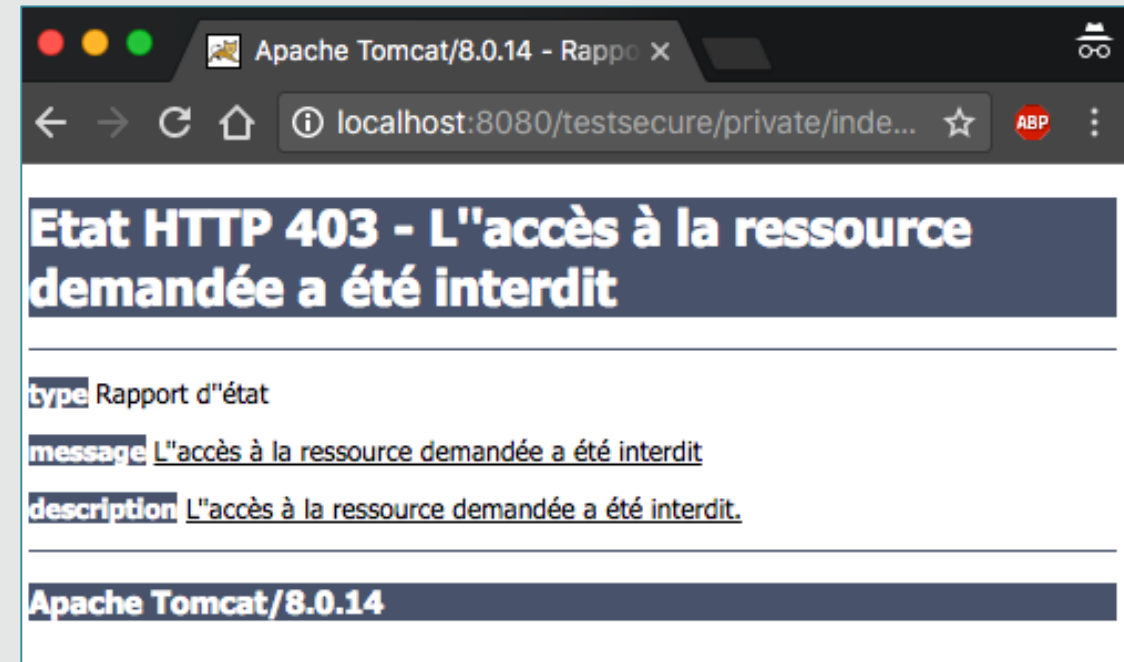 Apache Tomcat/8.0.14 - Rappo
localhost:8080/testsecure/private/inde...
ABP
Etat HTTP 403 - L''accès à la ressource
demandée a été interdit
type Rapport d''état
message L''accès à la ressource demandée a été interdit
description L''accès à la ressource demandée a été interdit.
Apache Tomcat/8.0.14